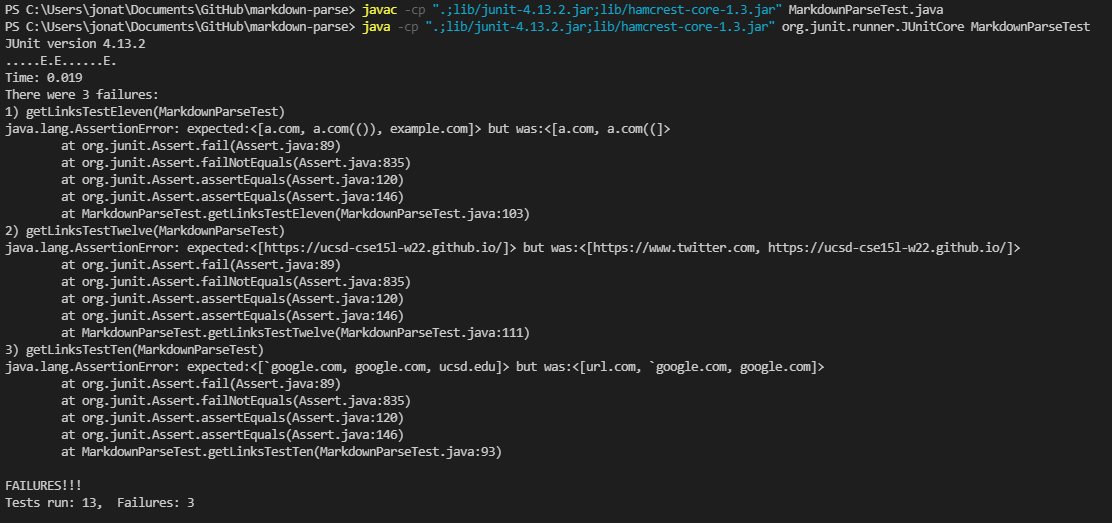 PS C:\Users\jonat\Documents\GitHub\markdown-parse> javac -cp ".;lib/junit-4.13.2.jar;lib/hamcrest-core-1.3.jar" MarkdownParseTest.java
PS C:\Users\jonat\Documents\GitHub\markdown-parse> java -cp ".;lib/junit-4.13.2.jar;lib/hamcrest-core-1.3.jar" org.junit.runner.JUnitCore MarkdownParseTest
JUnit version 4.13.2
.....E.E......E.
Time: 0.019
There were 3 failures:
1) getLinksTestEleven(MarkdownParseTest)
java.lang.AssertionError: expected:<[a.com, a.com(()), example.com]> but was:<[a.com, a.com((]>
        at org.junit.Assert.fail(Assert.java:89)
        at org.junit.Assert.failNotEquals(Assert.java:835)
        at org.junit.Assert.assertEquals(Assert.java:120)
        at org.junit.Assert.assertEquals(Assert.java:146)
        at MarkdownParseTest.getLinksTestEleven(MarkdownParseTest.java:103)
2) getLinksTestTwelve(MarkdownParseTest)
java.lang.AssertionError: expected:<[https://ucsd-cse15l-w22.github.io/]> but was:<[https://www.twitter.com, https://ucsd-cse15l-w22.github.io/]>
        at org.junit.Assert.fail(Assert.java:89)
        at org.junit.Assert.failNotEquals(Assert.java:835)
        at org.junit.Assert.assertEquals(Assert.java:120)
        at org.junit.Assert.assertEquals(Assert.java:146)
        at MarkdownParseTest.getLinksTestTwelve(MarkdownParseTest.java:111)
3) getLinksTestTen(MarkdownParseTest)
java.lang.AssertionError: expected:<[`google.com, google.com, ucsd.edu]> but was:<[url.com, `google.com, google.com]>
        at org.junit.Assert.fail(Assert.java:89)
        at org.junit.Assert.failNotEquals(Assert.java:835)
        at org.junit.Assert.assertEquals(Assert.java:120)
        at org.junit.Assert.assertEquals(Assert.java:146)
        at MarkdownParseTest.getLinksTestTen(MarkdownParseTest.java:93)

FAILURES!!!
Tests run: 13,  Failures: 3